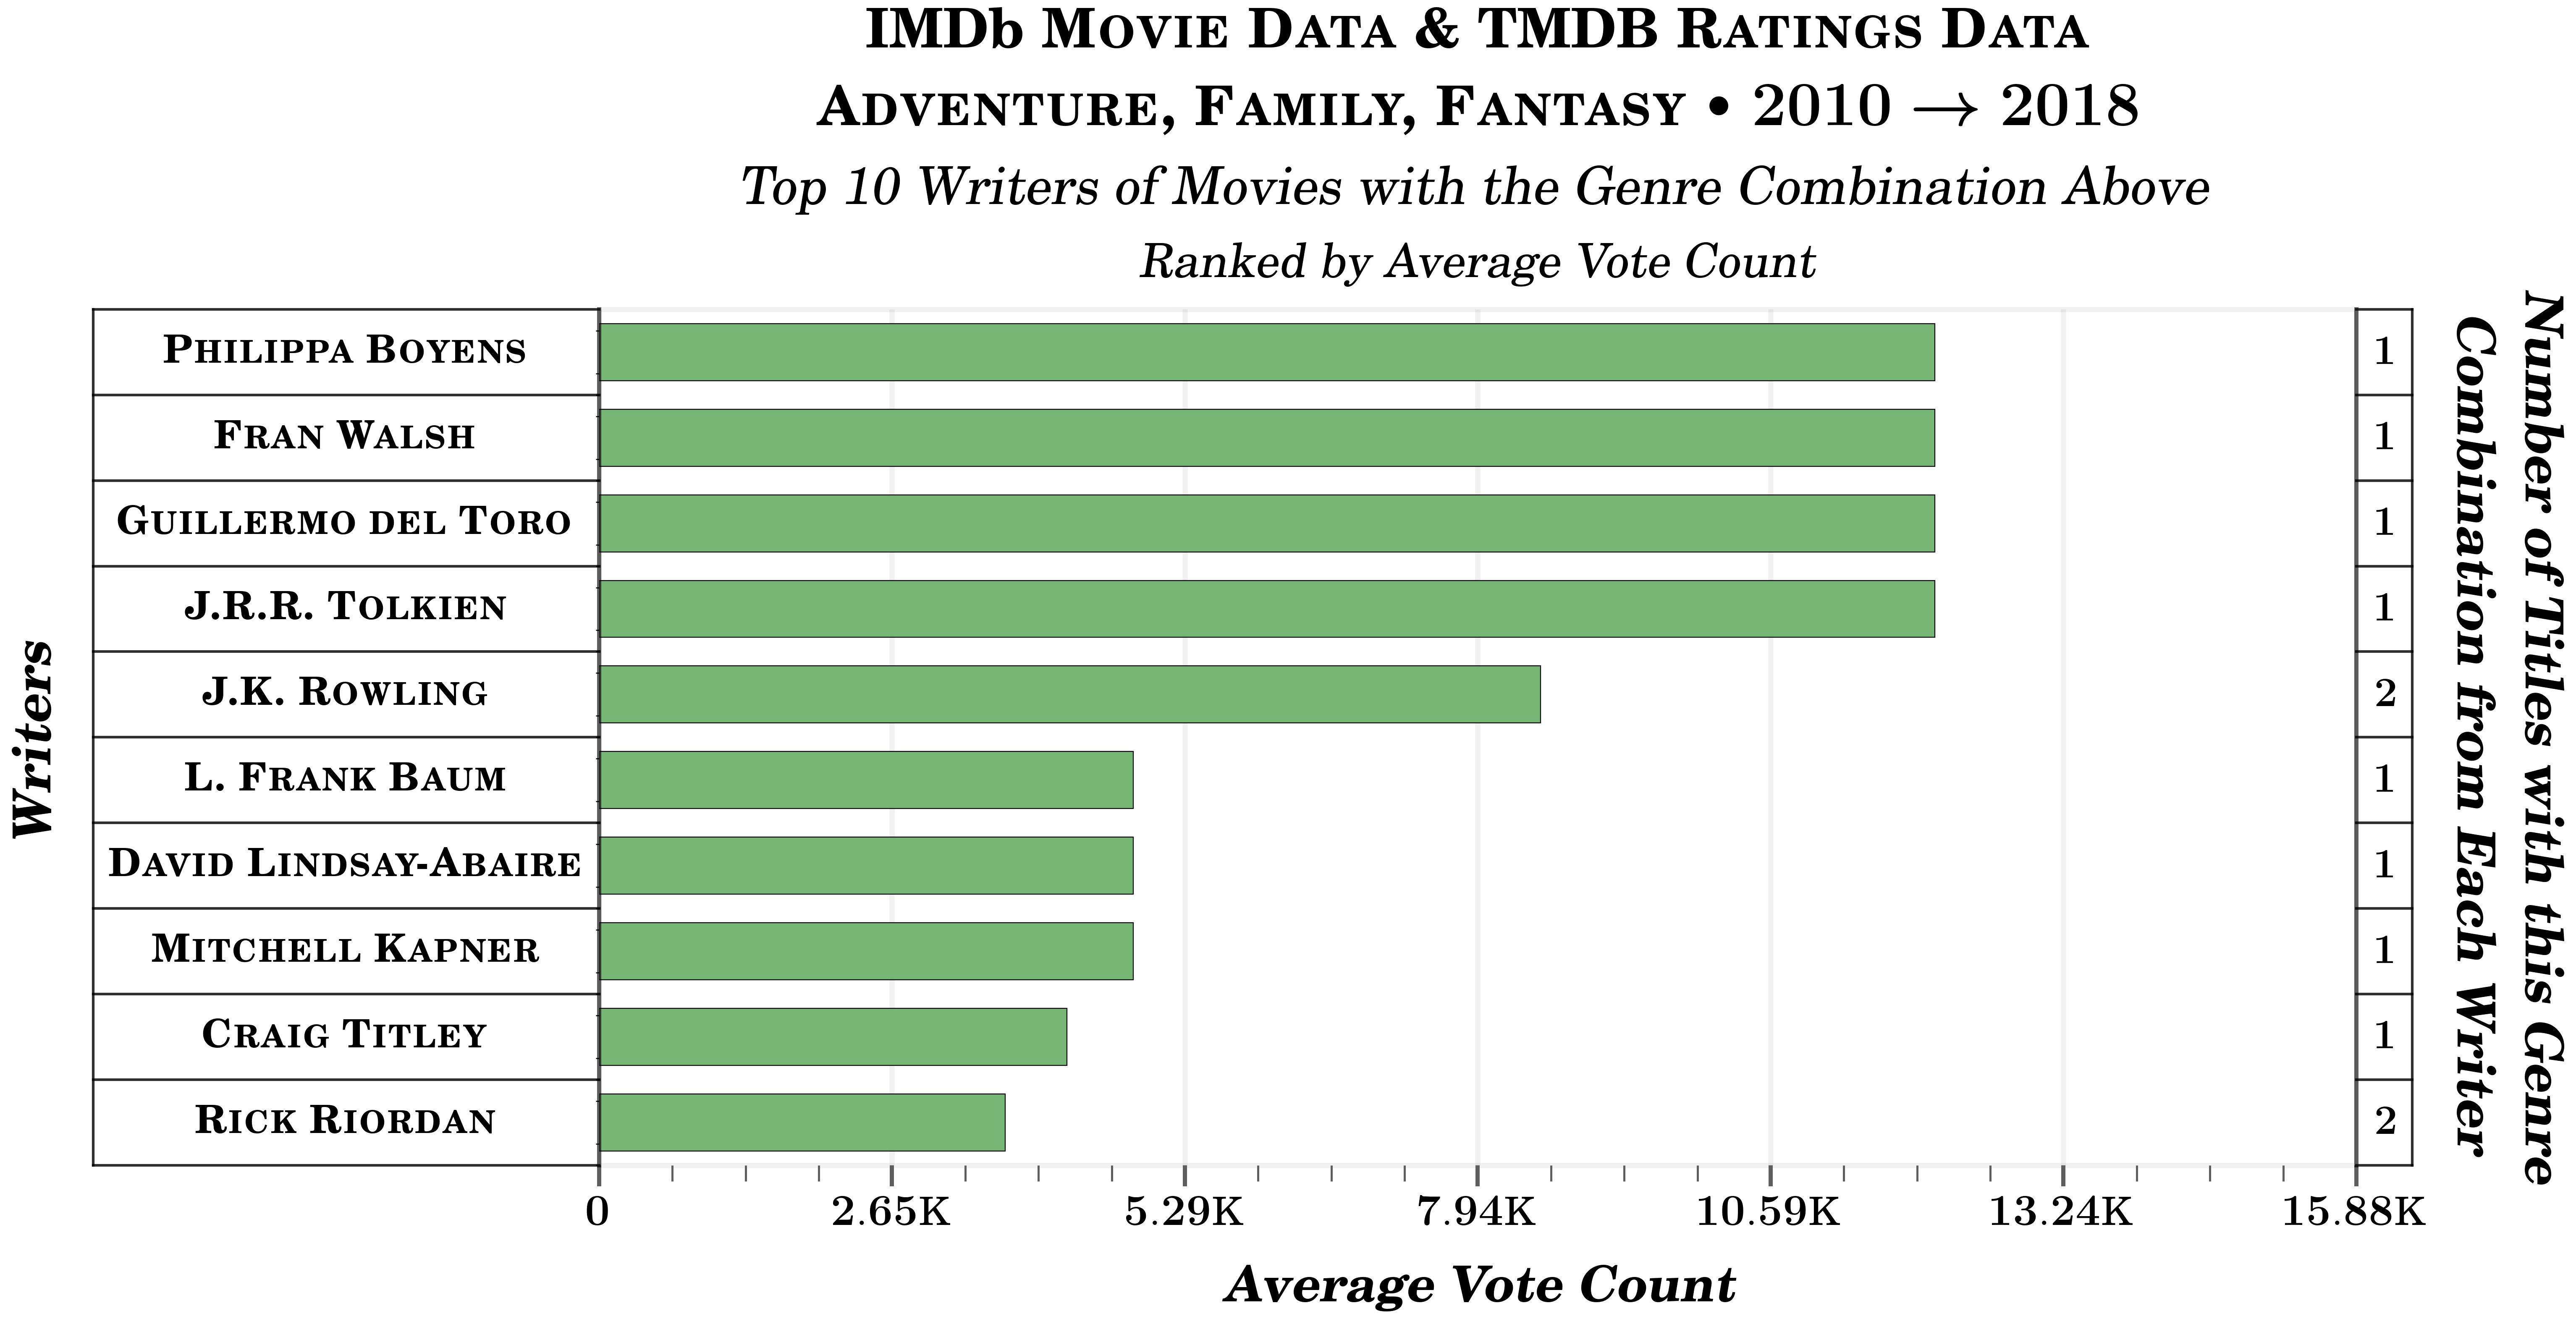 IMDb Movie Data & TMDB Ratings Data
Adventure, Family, Fantasy • 2010 → 2018
Top 10 Writers of Movies with the Genre Combination Above
Ranked by Average Vote Count
Writers
Philippa Boyens 1
Fran Walsh 1
Guillermo del Toro 1
J.R.R. Tolkien 1
J.K. Rowling 2
L. Frank Baum 1
David Lindsay-Abaire 1
Mitchell Kapner 1
Craig Titley 1
Rick Riordan 2
Number of Titles with this Genre
Combination from Each Writer
0 2.65K 5.29K 7.94K 10.59K 13.24K 15.88K
Average Vote Count